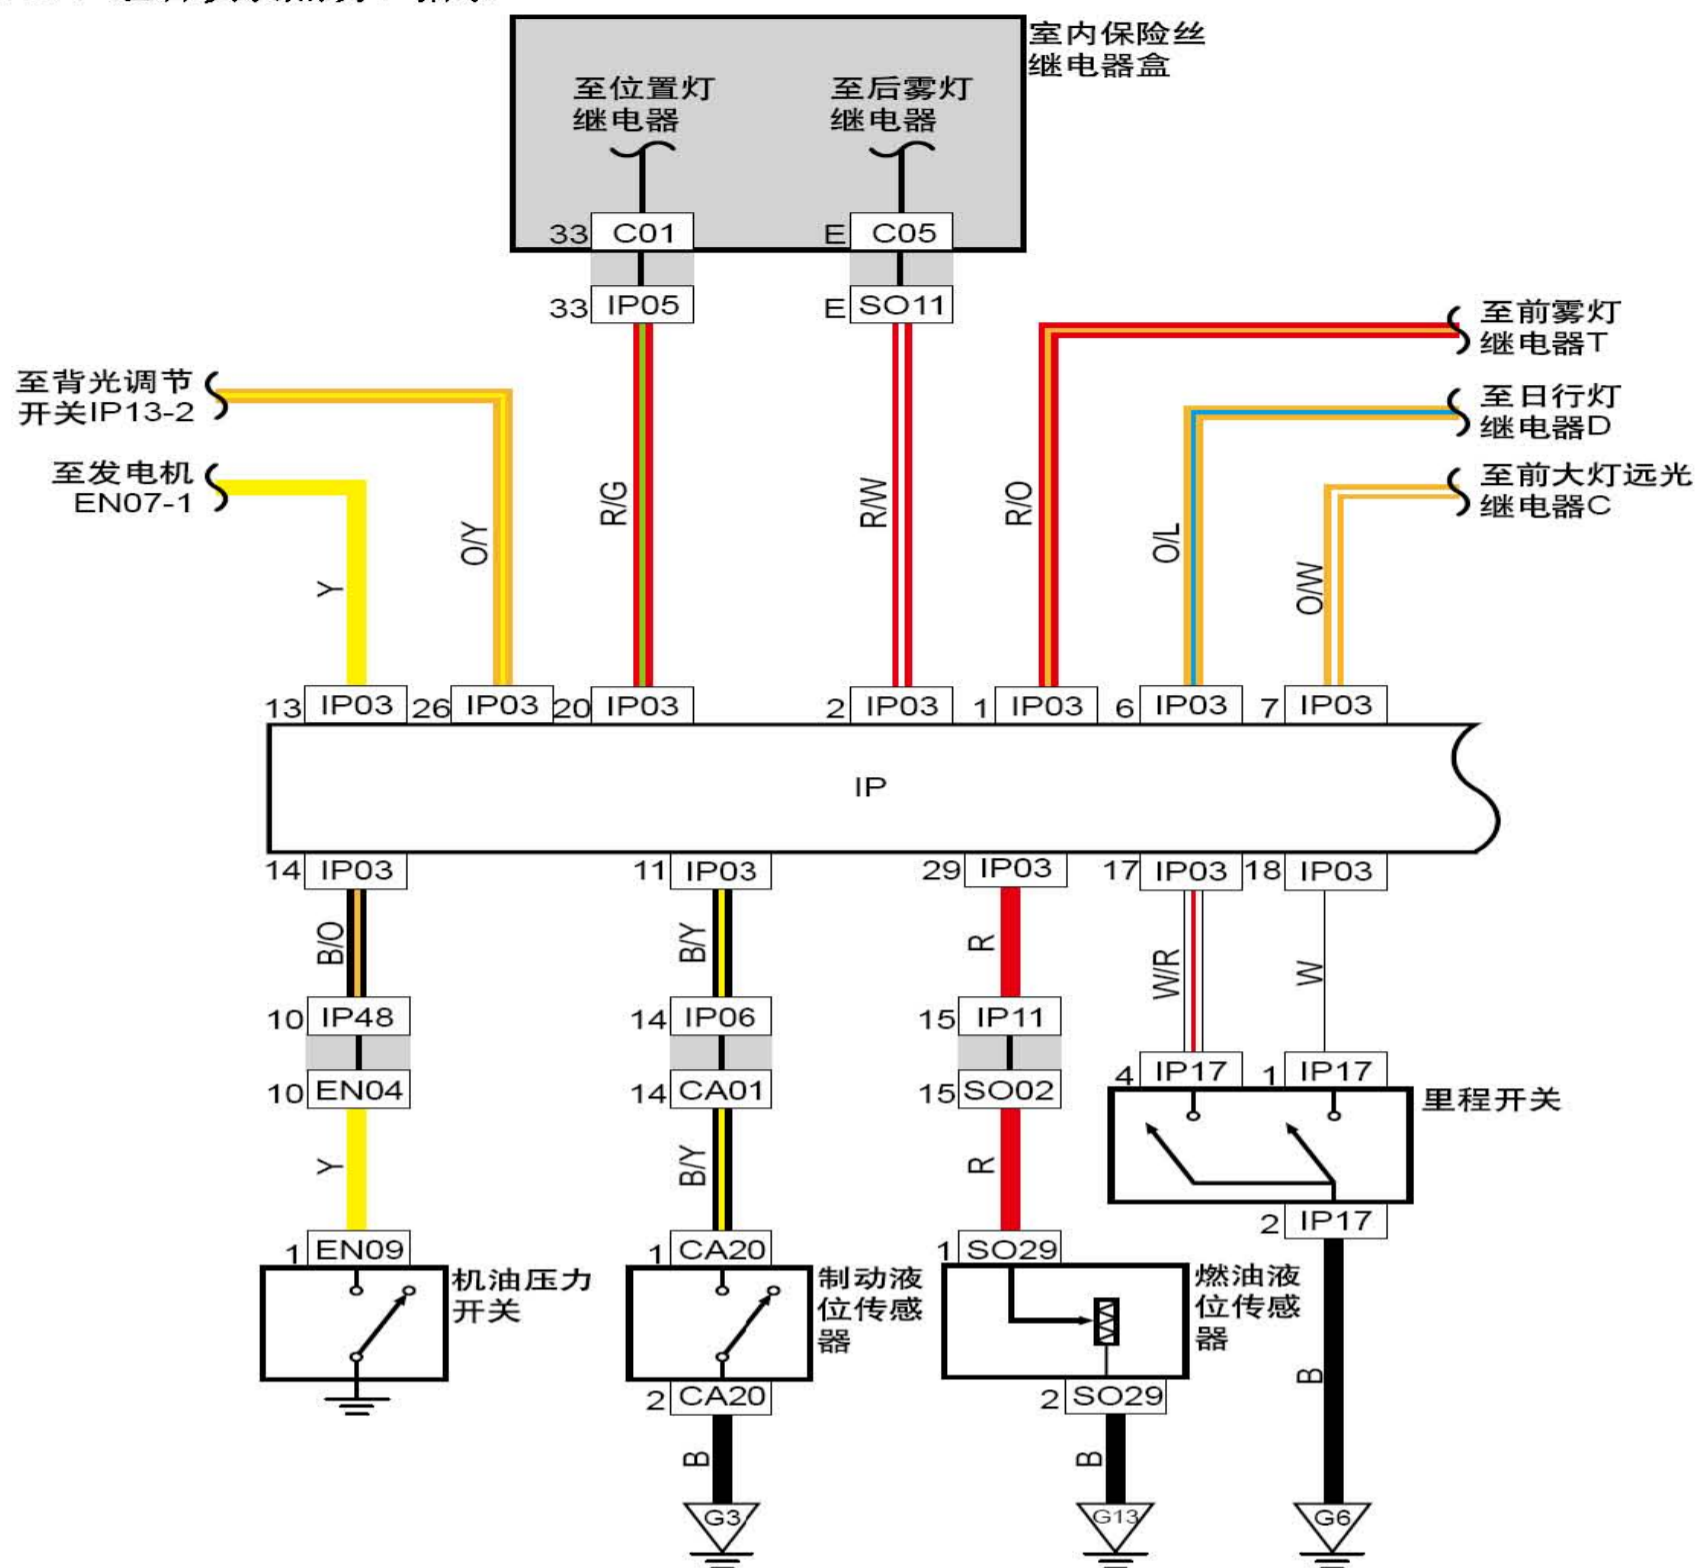 室内保险丝
继电器盒
至位置灯
继电器
至后雾灯
继电器
33 C01
E C05
33 IP05
E SO11
至前雾灯
继电器T
至背光调节
开关IP13-2
至日行灯
继电器D
至发电机
EN07-1
至前大灯远光
继电器C
Y
O/Y
R/G
R/W
R/O
O/L
O/W
13 IP03
26 IP03
20 IP03
2 IP03
1 IP03
6 IP03
7 IP03
IP
14 IP03
11 IP03
29 IP03
17 IP03
18 IP03
B/O
B/Y
R
W/R
W
10 IP48
14 IP06
15 IP11
4 IP17
1 IP17
10 EN04
14 CA01
15 SO02
里程开关
Y
B/Y
R
2 IP17
1 EN09
1 CA20
1 SO29
机油压力
开关
制动液
位传感
器
燃油液
位传感
器
2 CA20
2 SO29
B
B
B
G3
G13
G6